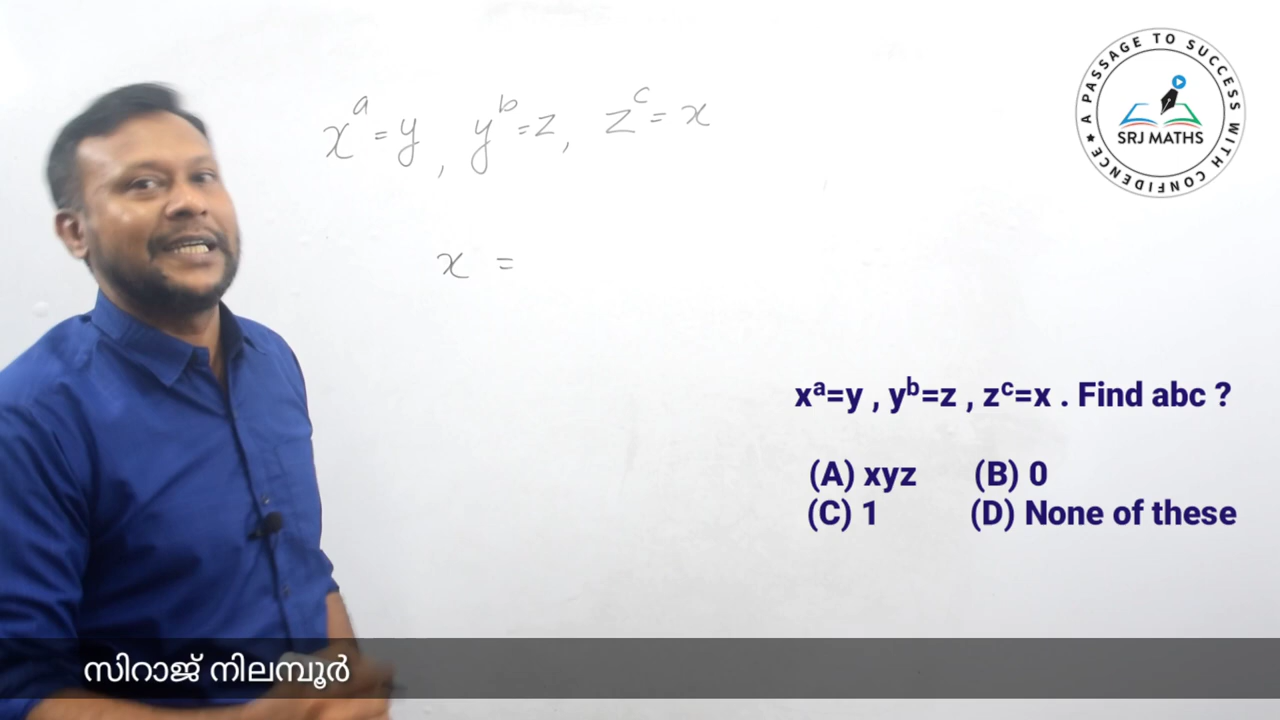 xᵃ = y, yᵇ = z, zᶜ = x
x =
A PASSAGE TO SUCCESS WITH CONFIDENCE ★
SRJ MATHS
xᵃ=y , yᵇ=z , zᶜ=x . Find abc ?
(A) xyz (B) 0
(C) 1 (D) None of these
സിറാജ് നിലമ്പൂർ